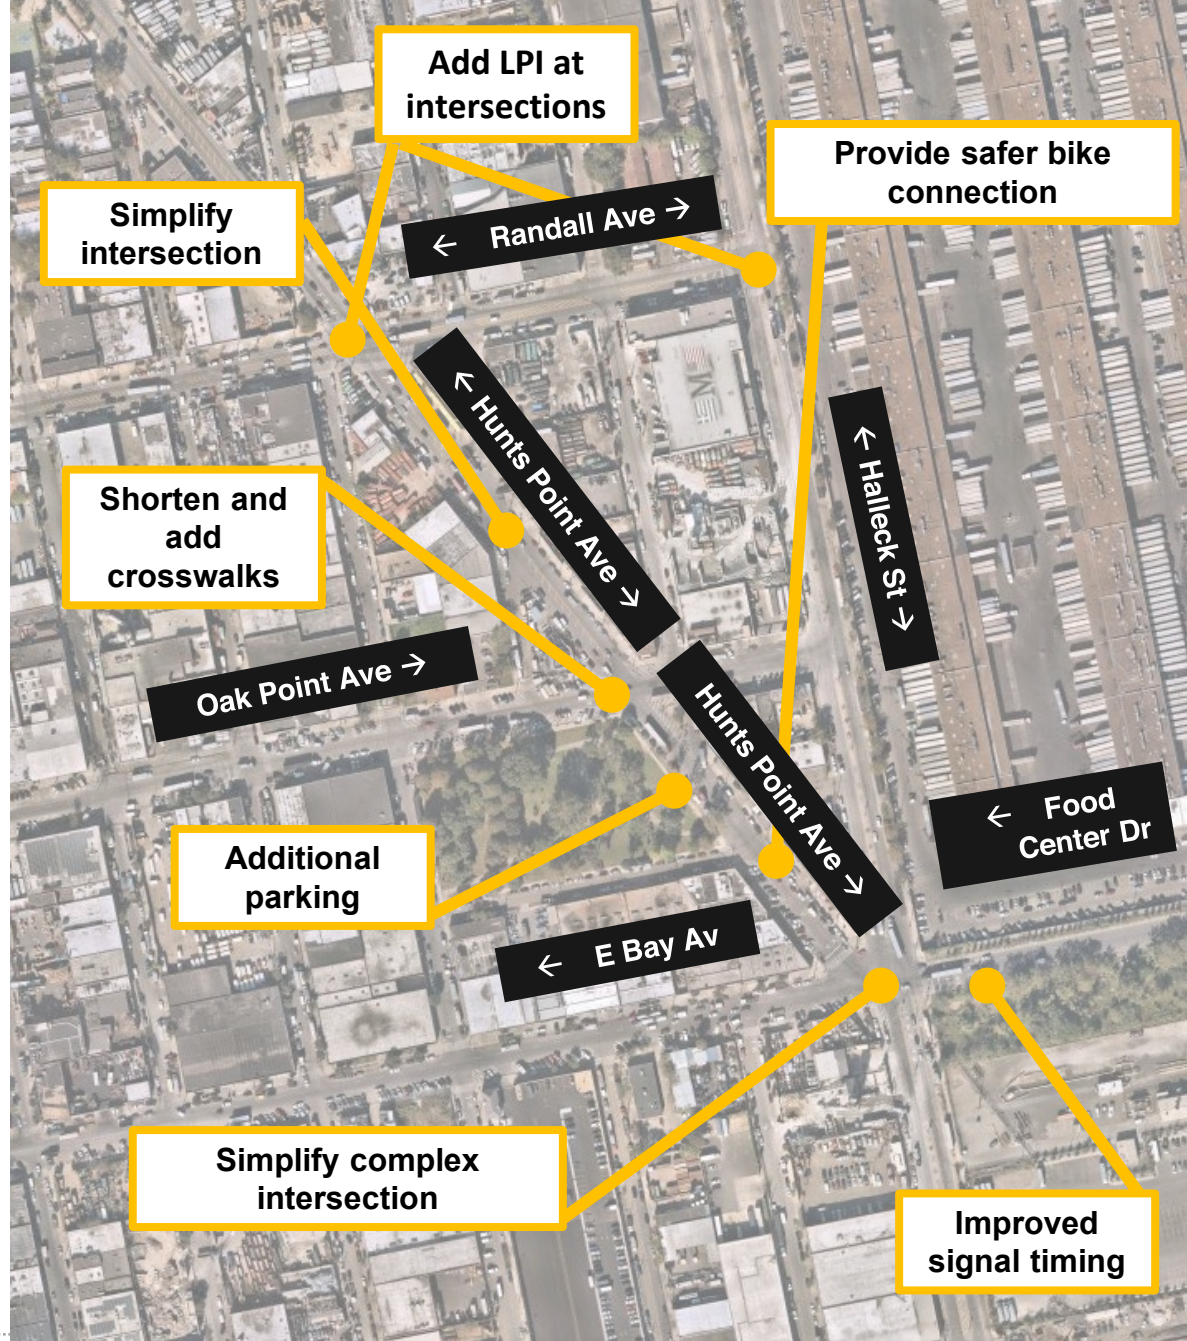 Add LPI at
intersections
Provide safer bike
connection
Simplify
intersection
← Randall Ave →
← Hunts Point Ave →
← Halleck St →
Shorten and
add
crosswalks
Oak Point Ave →
Hunts Point Ave →
← Food
Center Dr
Additional
parking
← E Bay Av
Simplify complex
intersection
Improved
signal timing